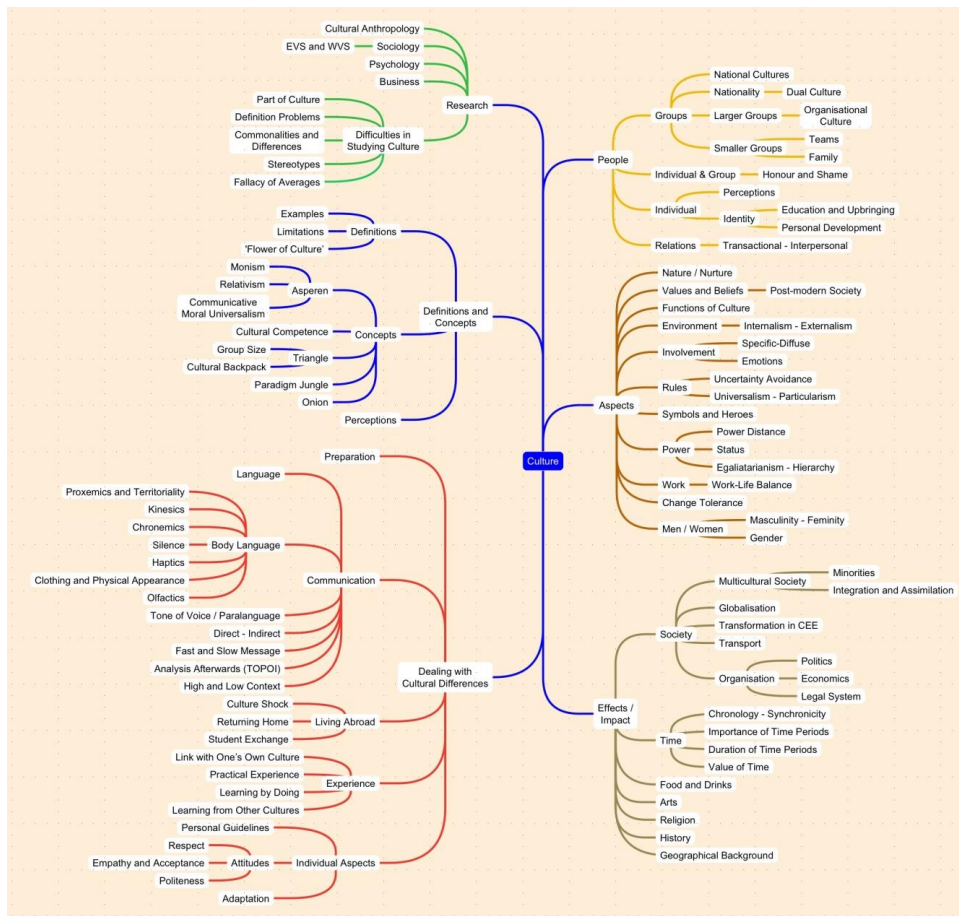 Culture
Research
Cultural Anthropology
EVS and WVS
Sociology
Psychology
Business
Difficulties in
Studying Culture
Part of Culture
Definition Problems
Commonalities and
Differences
Stereotypes
Fallacy of Averages
Definitions and
Concepts
Definitions
Examples
Limitations
'Flower of Culture'
Concepts
Asperen
Monism
Relativism
Communicative
Moral Universalism
Cultural Competence
Triangle
Group Size
Cultural Backpack
Paradigm Jungle
Onion
Perceptions
Dealing with
Cultural Differences
Preparation
Communication
Language
Body Language
Proxemics and Territoriality
Kinesics
Chronemics
Silence
Haptics
Clothing and Physical Appearance
Olfactics
Tone of Voice / Paralanguage
Direct - Indirect
Fast and Slow Message
Analysis Afterwards (TOPOI)
High and Low Context
Living Abroad
Culture Shock
Returning Home
Student Exchange
Experience
Link with One's Own Culture
Practical Experience
Learning by Doing
Learning from Other Cultures
Individual Aspects
Personal Guidelines
Attitudes
Respect
Empathy and Acceptance
Politeness
Adaptation
People
Groups
National Cultures
Nationality
Dual Culture
Larger Groups
Organisational
Culture
Smaller Groups
Teams
Family
Individual & Group
Honour and Shame
Individual
Perceptions
Identity
Education and Upbringing
Personal Development
Relations
Transactional - Interpersonal
Aspects
Nature / Nurture
Values and Beliefs
Post-modern Society
Functions of Culture
Environment
Internalism - Externalism
Involvement
Specific-Diffuse
Emotions
Rules
Uncertainty Avoidance
Universalism - Particularism
Symbols and Heroes
Power
Power Distance
Status
Egaliatarianism - Hierarchy
Work
Work-Life Balance
Change Tolerance
Men / Women
Masculinity - Feminity
Gender
Effects /
Impact
Society
Multicultural Society
Minorities
Integration and Assimilation
Globalisation
Transformation in CEE
Transport
Organisation
Politics
Economics
Legal System
Time
Chronology - Synchronicity
Importance of Time Periods
Duration of Time Periods
Value of Time
Food and Drinks
Arts
Religion
History
Geographical Background